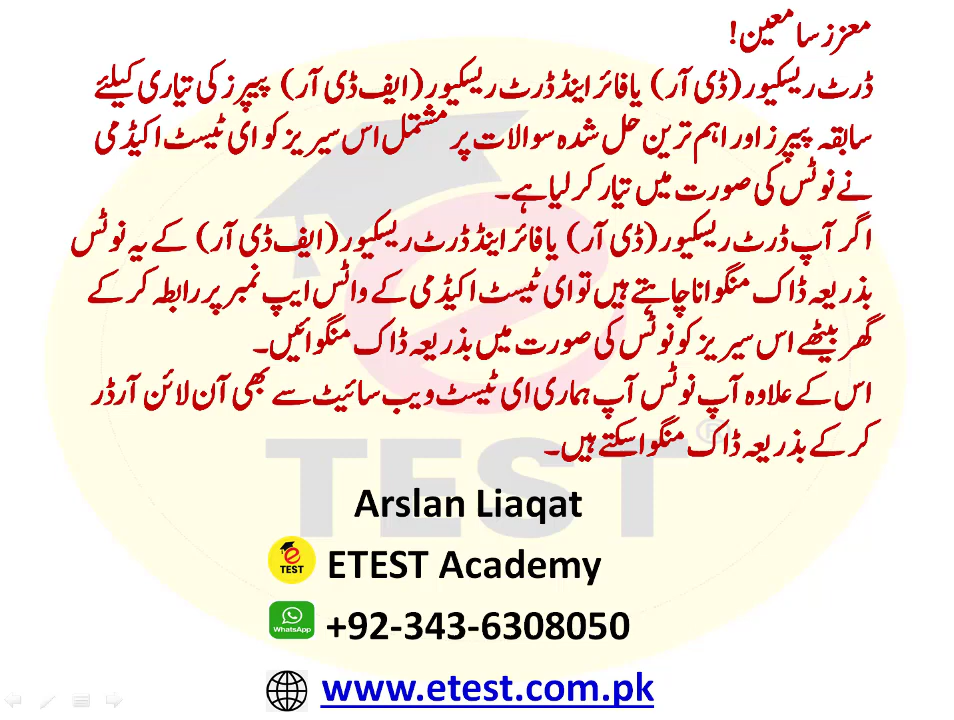 معزز سامعین!
ڈرٹ ریسکیور (ڈی آر) یا فائر اینڈ ڈرٹ ریسکیور (ایف ڈی آر) پیپرز کی تیاری کیلئے
سابقہ پیپرز اور اہم ترین حل شدہ سوالات پر مشتمل اس سیریز کو ای ٹیسٹ اکیڈمی
نے نوٹس کی صورت میں تیار کر لیا ہے۔
اگر آپ ڈرٹ ریسکیور (ڈی آر) یا فائر اینڈ ڈرٹ ریسکیور (ایف ڈی آر) کے یہ نوٹس
بذریعہ ڈاک منگوانا چاہتے ہیں تو ای ٹیسٹ اکیڈمی کے واٹس ایپ نمبر پر رابطہ کر کے
گھر بیٹھے اس سیریز کو نوٹس کی صورت میں بذریعہ ڈاک منگوائیں۔
اس کے علاوہ آپ نوٹس آپ ہماری ای ٹیسٹ ویب سائیٹ سے بھی آن لائن آرڈر
کر کے بذریعہ ڈاک منگوا سکتے ہیں۔
e
TEST®
Arslan Liaqat
e TEST
ETEST Academy
WhatsApp
+92-343-6308050
www.etest.com.pk